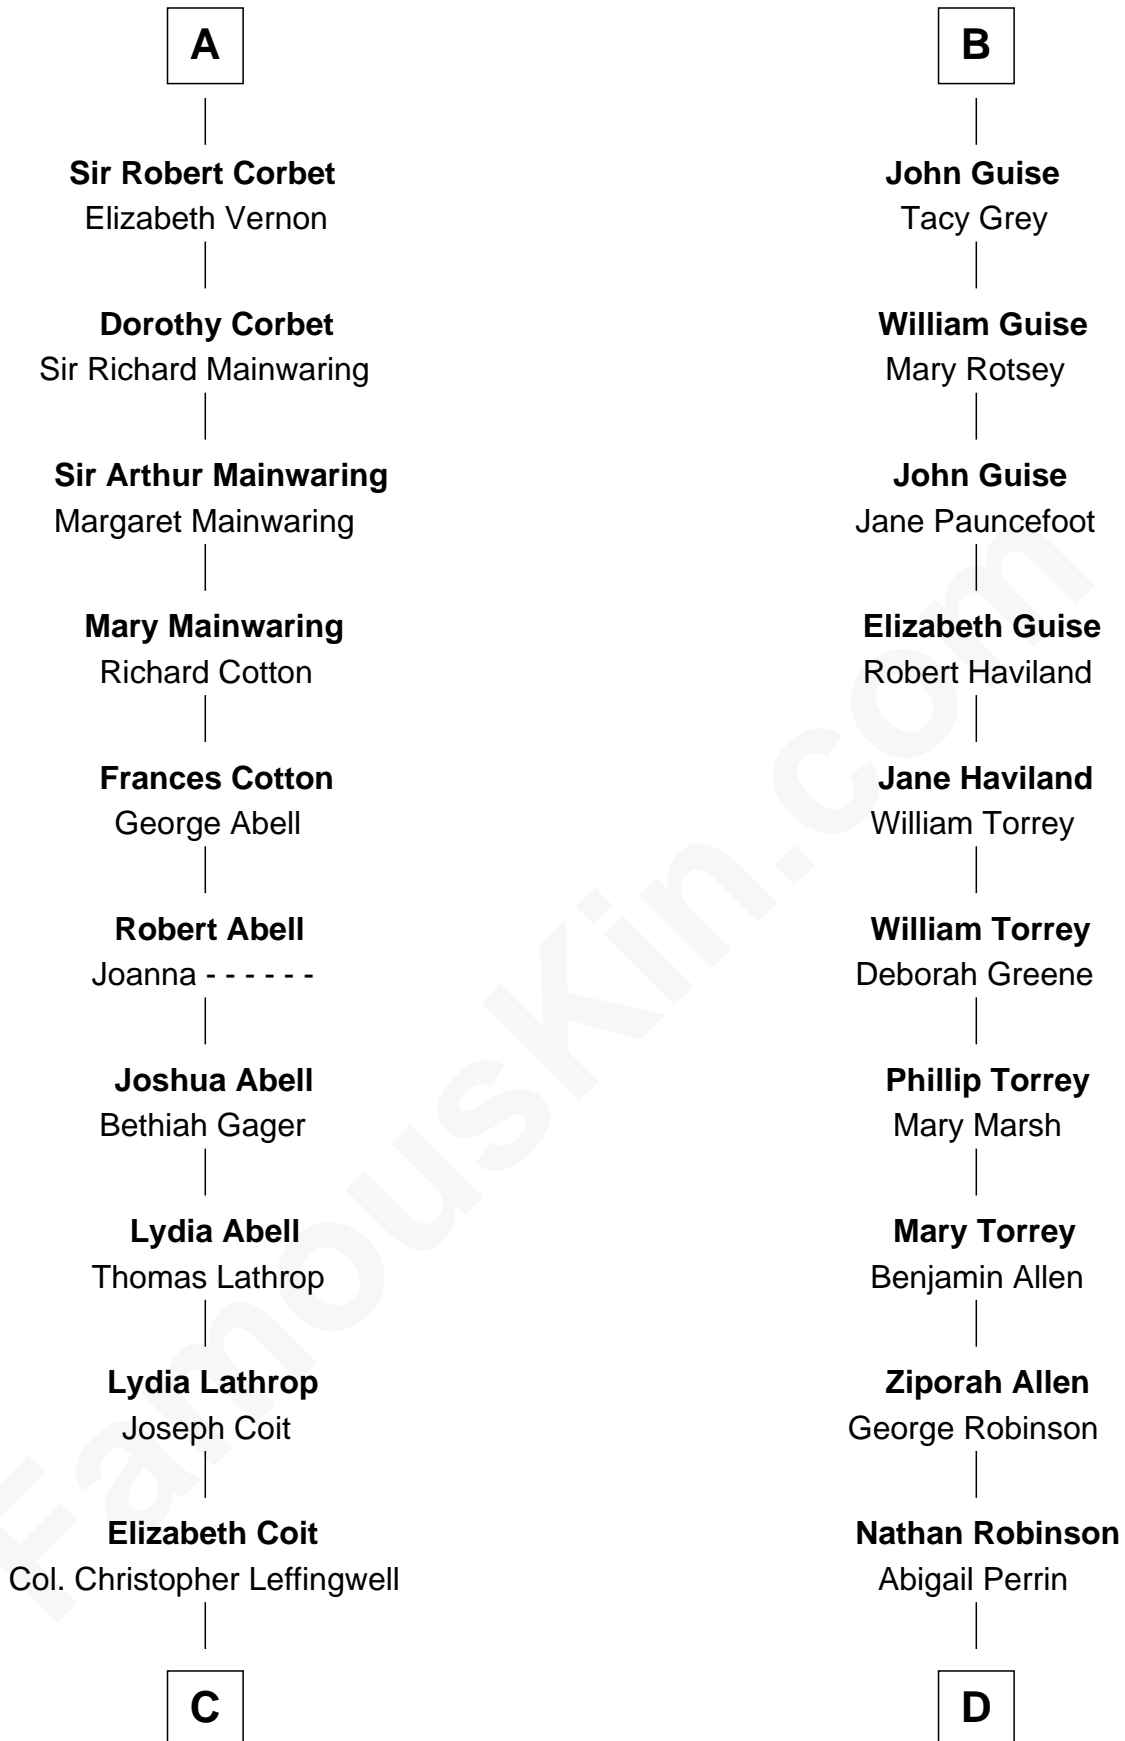 A
Sir Robert Corbet
Elizabeth Vernon
Dorothy Corbet
Sir Richard Mainwaring
Sir Arthur Mainwaring
Margaret Mainwaring
Mary Mainwaring
Richard Cotton
Frances Cotton
George Abell
Robert Abell
Joanna - - - - - -
Joshua Abell
Bethiah Gager
Lydia Abell
Thomas Lathrop
Lydia Lathrop
Joseph Coit
Elizabeth Coit
Col. Christopher Leffingwell
C
B
John Guise
Tacy Grey
William Guise
Mary Rotsey
John Guise
Jane Pauncefoot
Elizabeth Guise
Robert Haviland
Jane Haviland
William Torrey
William Torrey
Deborah Greene
Phillip Torrey
Mary Marsh
Mary Torrey
Benjamin Allen
Ziporah Allen
George Robinson
Nathan Robinson
Abigail Perrin
D
FamousKin.com